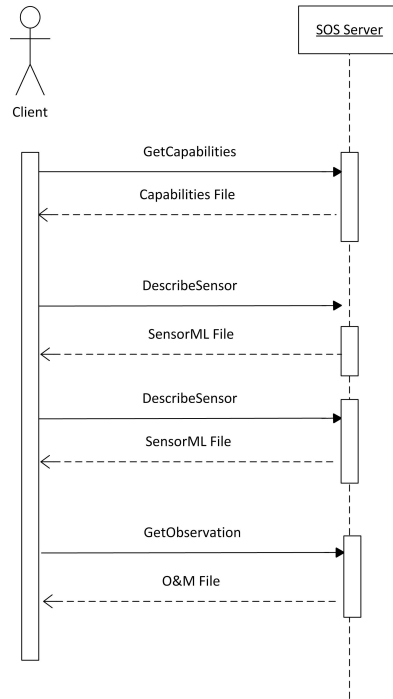 SOS Server
Client
GetCapabilities
Capabilities File
DescribeSensor
SensorML File
DescribeSensor
SensorML File
GetObservation
O&M File